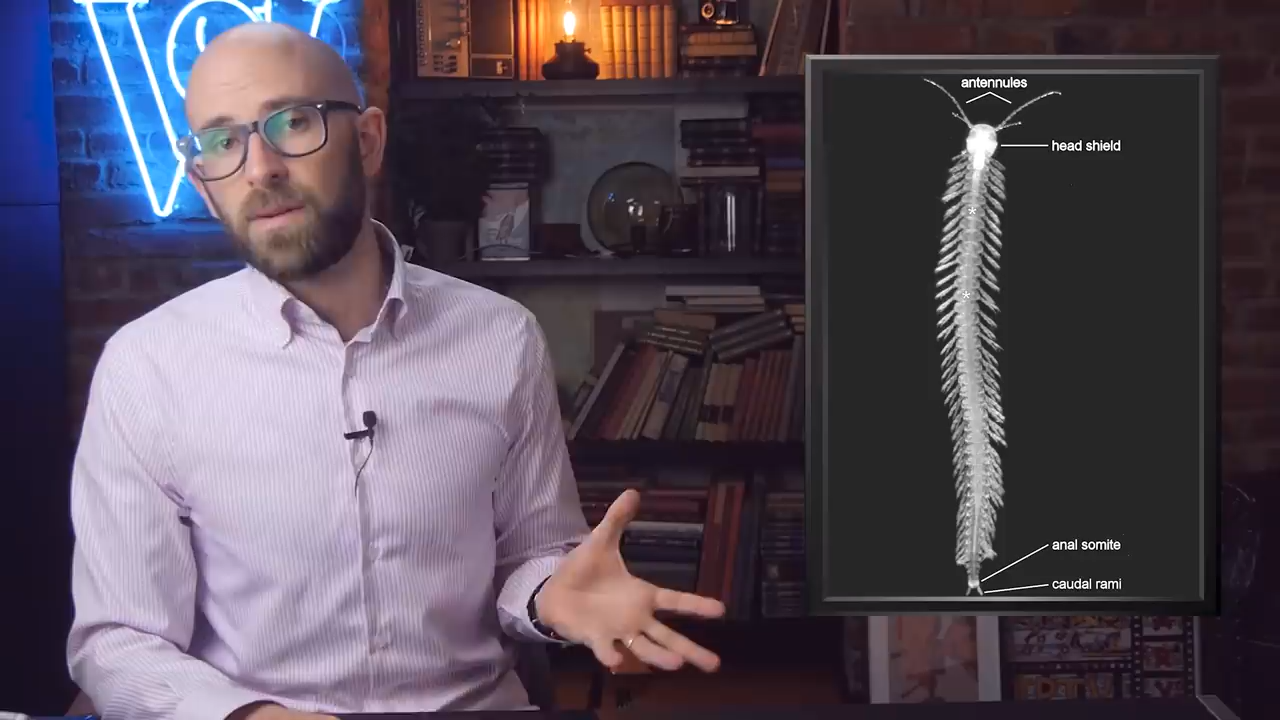 antennules
head shield
*
*
anal somite
caudal rami